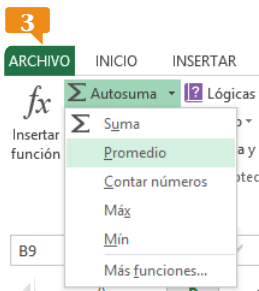 3
ARCHIVO INICIO INSERTAR
fx Σ Autosuma ? Lógicas
Insertar función
Σ Suma
Promedio
Contar números
Máx
Mín
Más funciones...
B9